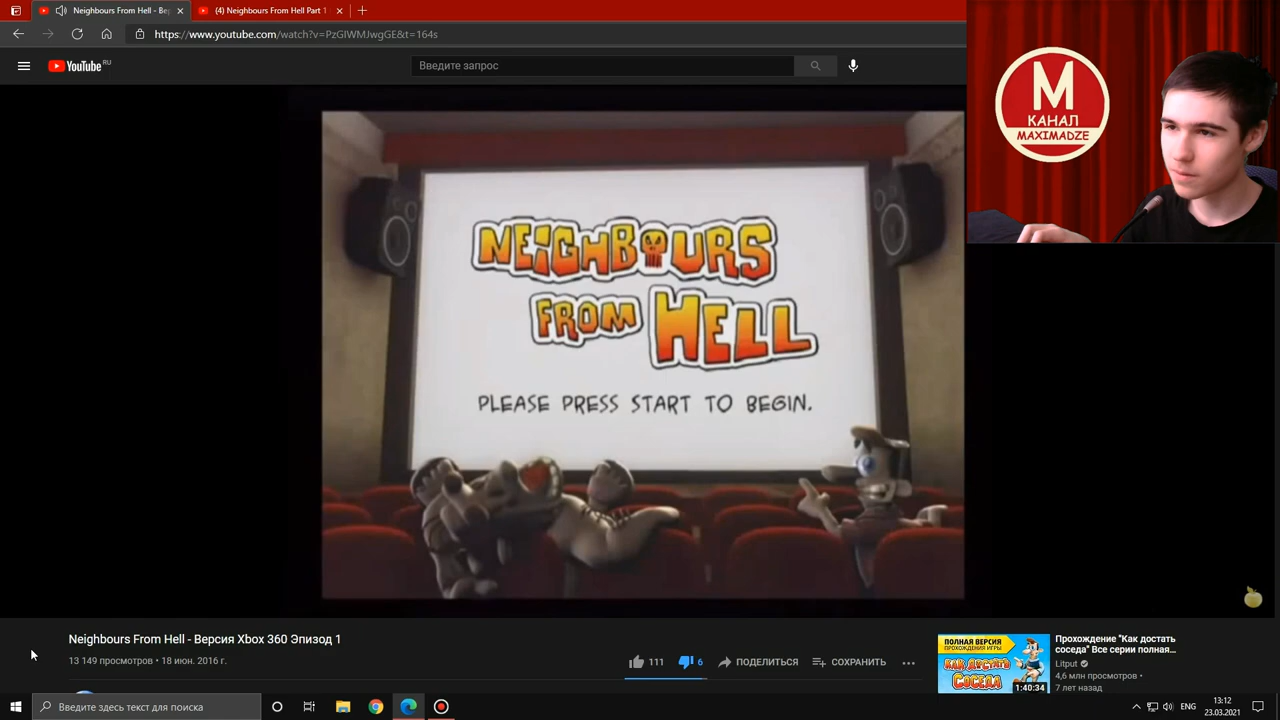 Neighbours From Hell - Ве
(4) Neighbours From Hell Part 1
https://www.youtube.com/watch?v=PzGlWMJwgGE&t=164s
YouTube RU
Введите запрос
М
КАНАЛ
MAXIMADZE
NEIGHBOURS
FROM HELL
PLEASE PRESS START TO BEGIN.
Neighbours From Hell - Версия Xbox 360 Эпизод 1
13 149 просмотров • 18 июн. 2016 г.
111
6
ПОДЕЛИТЬСЯ
СОХРАНИТЬ
ПОЛНАЯ ВЕРСИЯ
ПРОХОЖДЕНИЯ ИГРЫ
КАК ДОСТАТЬ
СОСЕДА
1:40:34
Прохождение "Как достать
соседа" Все серии полная...
Litput
4,6 млн просмотров •
7 лет назад
Введите здесь текст для поиска
ENG
13:12
23.03.2021